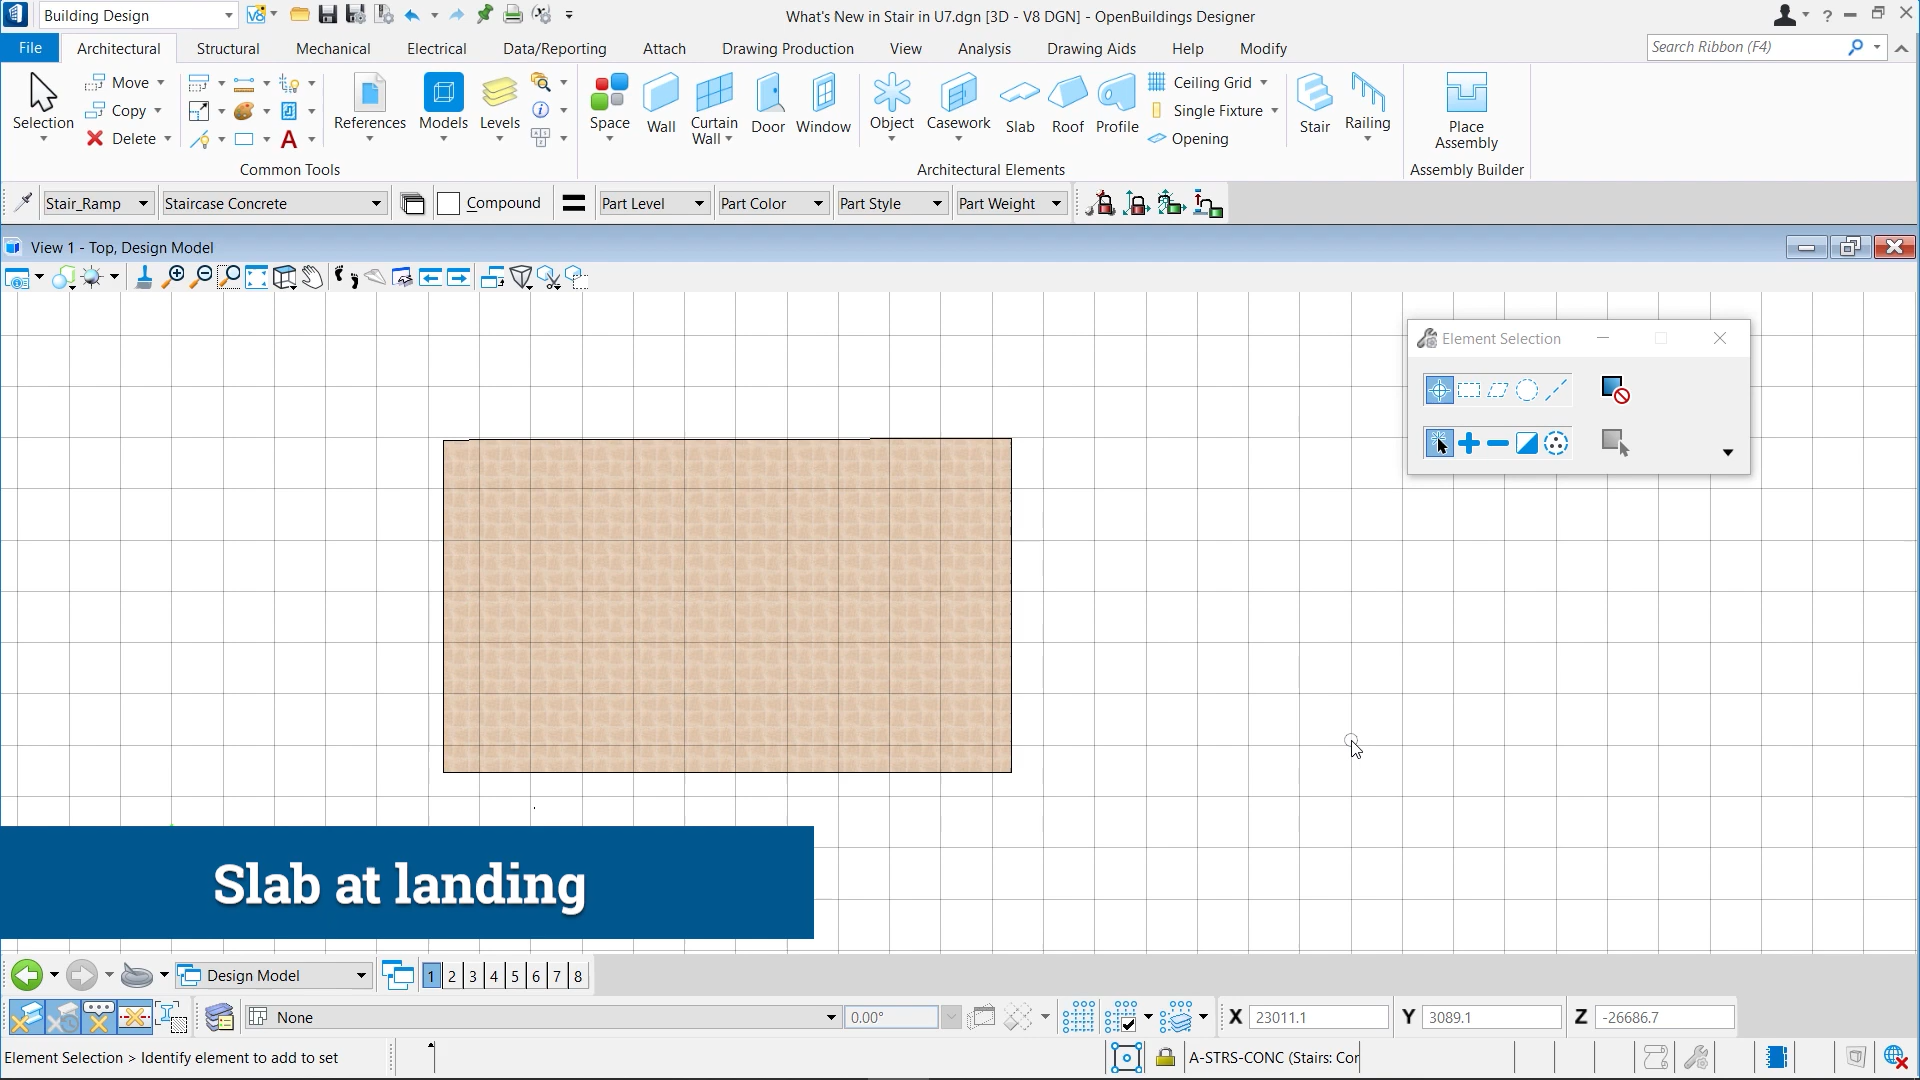 Building Design
What's New in Stair in U7.dgn [3D - V8 DGN] - OpenBuildings Designer
File Architectural Structural Mechanical Electrical Data/Reporting Attach Drawing Production View Analysis Drawing Aids Help Modify
Search Ribbon (F4)
Selection
Move
Copy
Delete
References Models Levels
Space Wall Curtain Wall Door Window
Object Casework Slab Roof Profile
Ceiling Grid
Single Fixture
Opening
Stair Railing
Place Assembly
Common Tools Architectural Elements Assembly Builder
Stair_Ramp Staircase Concrete Compound Part Level Part Color Part Style Part Weight
View 1 - Top, Design Model
Element Selection
Slab at landing
Design Model 1 2 3 4 5 6 7 8
None 0.00° X 23011.1 Y 3089.1 Z -26686.7
Element Selection > Identify element to add to set A-STRS-CONC (Stairs: Cor